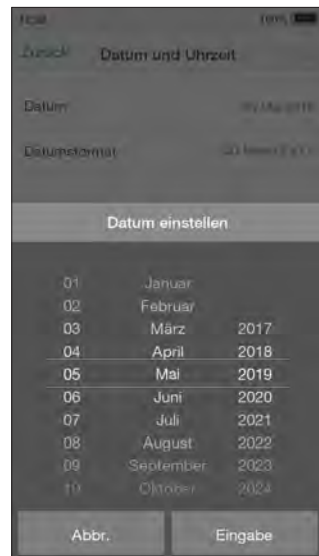 Zurück Datum und Uhrzeit
Datum
Datumsformat
Datum einstellen
01 Januar
02 Februar
03 März 2017
04 April 2018
05 Mai 2019
06 Juni 2020
07 Juli 2021
08 August 2022
09 September 2023
10 Oktober 2024
Abbr. Eingabe